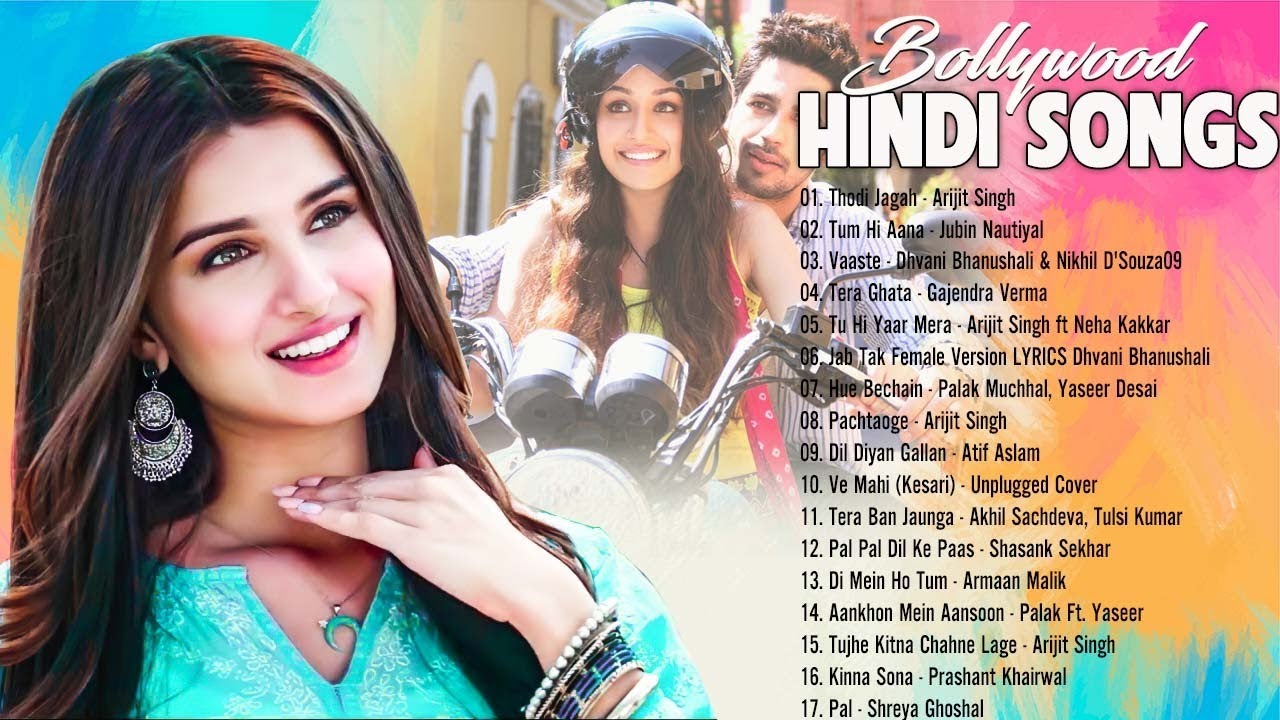 Bollywood
HINDI SONGS
01. Thodi Jagah - Arijit Singh
02. Tum Hi Aana - Jubin Nautiyal
03. Vaaste - Dhvani Bhanushali & Nikhil D'Souza09
04. Tera Ghata - Gajendra Verma
05. Tu Hi Yaar Mera - Arijit Singh ft Neha Kakkar
06. Jab Tak Female Version LYRICS Dhvani Bhanushali
07. Hue Bechain - Palak Muchhal, Yaseer Desai
08. Pachtaoge - Arijit Singh
09. Dil Diyan Gallan - Atif Aslam
10. Ve Mahi (Kesari) - Unplugged Cover
11. Tera Ban Jaunga - Akhil Sachdeva, Tulsi Kumar
12. Pal Pal Dil Ke Paas - Shasank Sekhar
13. Di Mein Ho Tum - Armaan Malik
14. Aankhon Mein Aansoon - Palak Ft. Yaseer
15. Tujhe Kitna Chahne Lage - Arijit Singh
16. Kinna Sona - Prashant Khairwal
17. Pal - Shreya Ghoshal